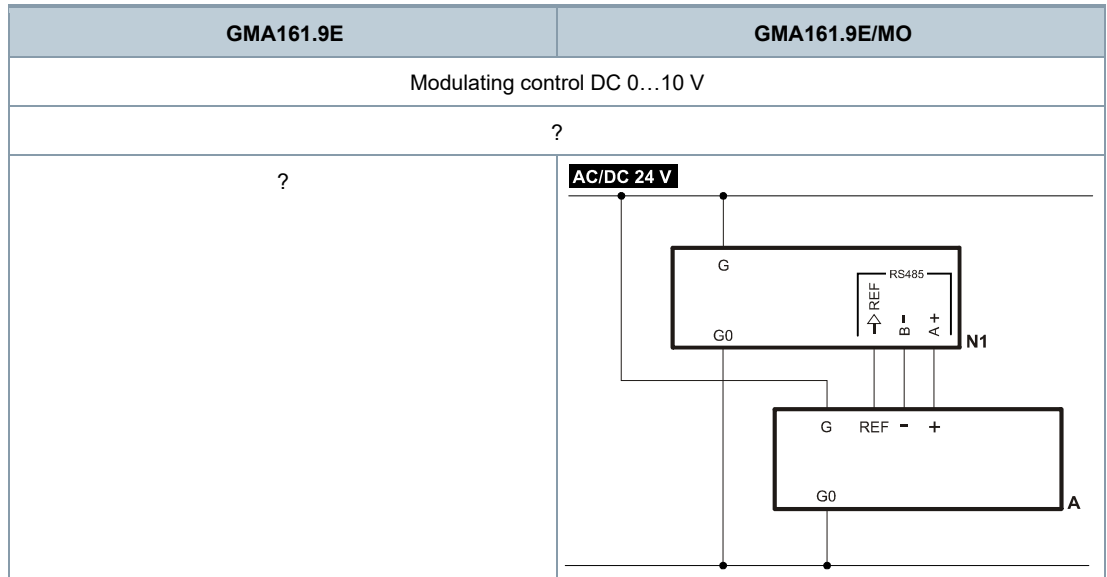 GMA161.9E GMA161.9E/MO
Modulating control DC 0…10 V
?
?
AC/DC 24 V
G
RS485
REF
B -
A +
G0
N1
G REF - +
G0
A